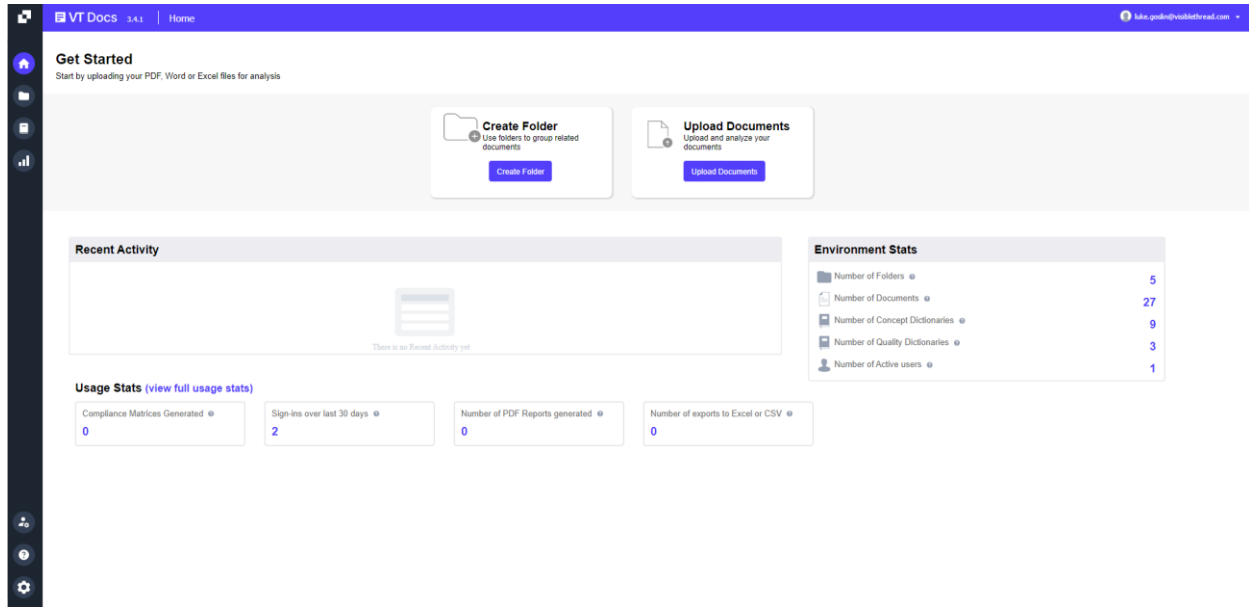 VT Docs 3.4.1 Home
luke.goslin@visiblethread.com
Get Started
Start by uploading your PDF, Word or Excel files for analysis
Create Folder
Use folders to group related
documents
Create Folder
Upload Documents
Upload and analyze your
documents
Upload Documents
Recent Activity
There is no Recent Activity yet
Environment Stats
Number of Folders
5
Number of Documents
27
Number of Concept Dictionaries
9
Number of Quality Dictionaries
3
Number of Active users
1
Usage Stats (view full usage stats)
Compliance Matrices Generated
0
Sign-ins over last 30 days
2
Number of PDF Reports generated
0
Number of exports to Excel or CSV
0